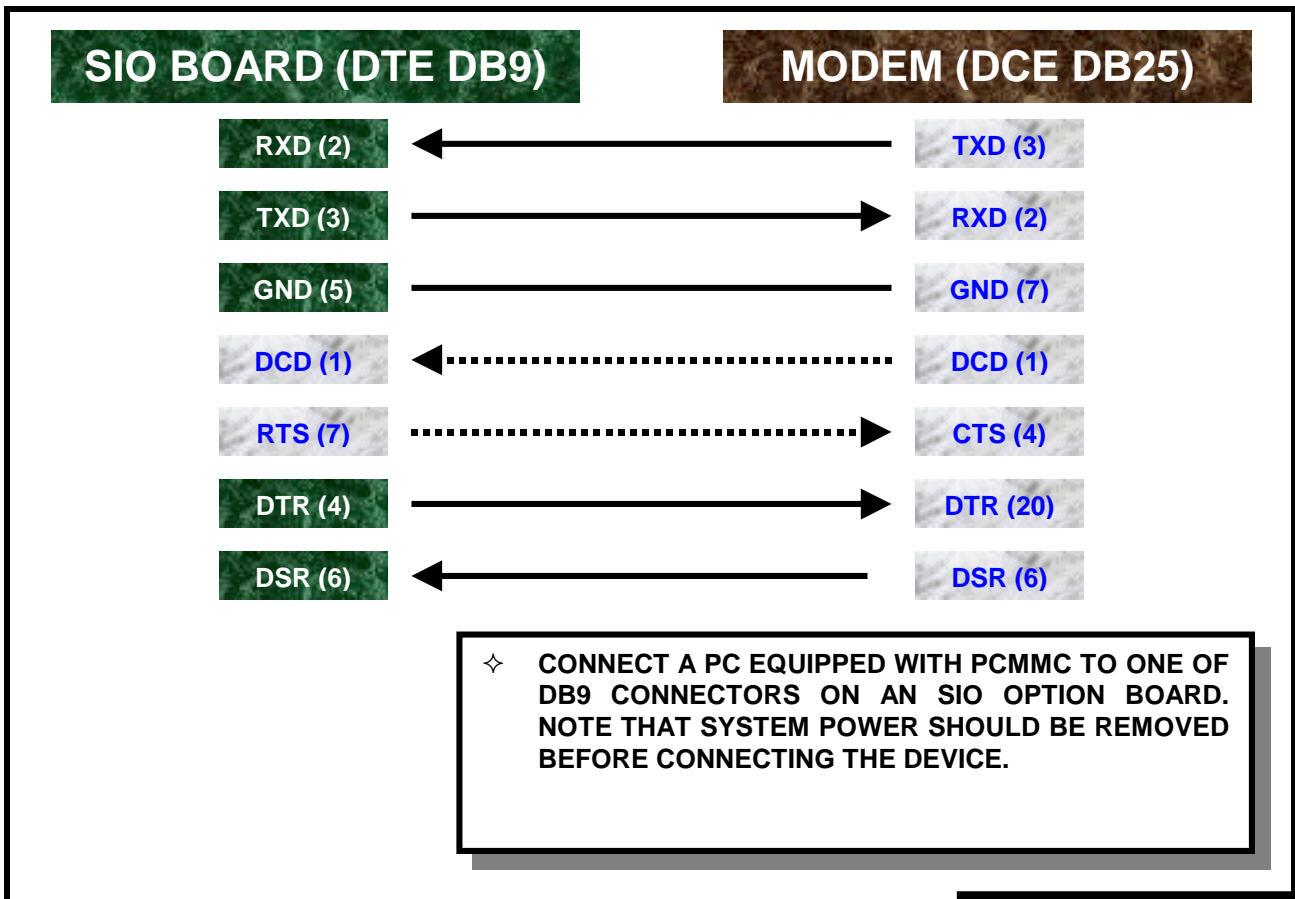 SIO BOARD (DTE DB9) MODEM (DCE DB25)
RXD (2) TXD (3)
TXD (3) RXD (2)
GND (5) GND (7)
DCD (1) DCD (1)
RTS (7) CTS (4)
DTR (4) DTR (20)
DSR (6) DSR (6)
✧ CONNECT A PC EQUIPPED WITH PCMMC TO ONE OF
DB9 CONNECTORS ON AN SIO OPTION BOARD.
NOTE THAT SYSTEM POWER SHOULD BE REMOVED
BEFORE CONNECTING THE DEVICE.